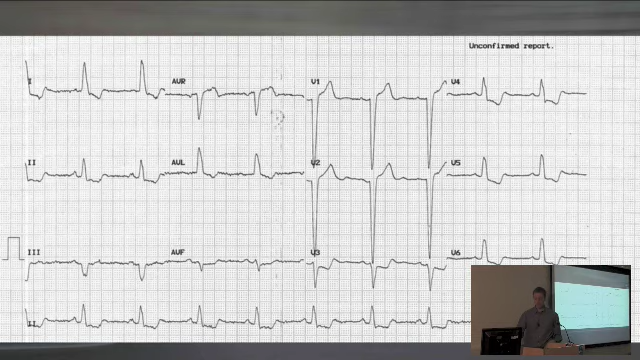 Unconfirmed report.
I
AVR
V1
V4
II
AVL
V2
V5
III
AVF
V3
V6
II